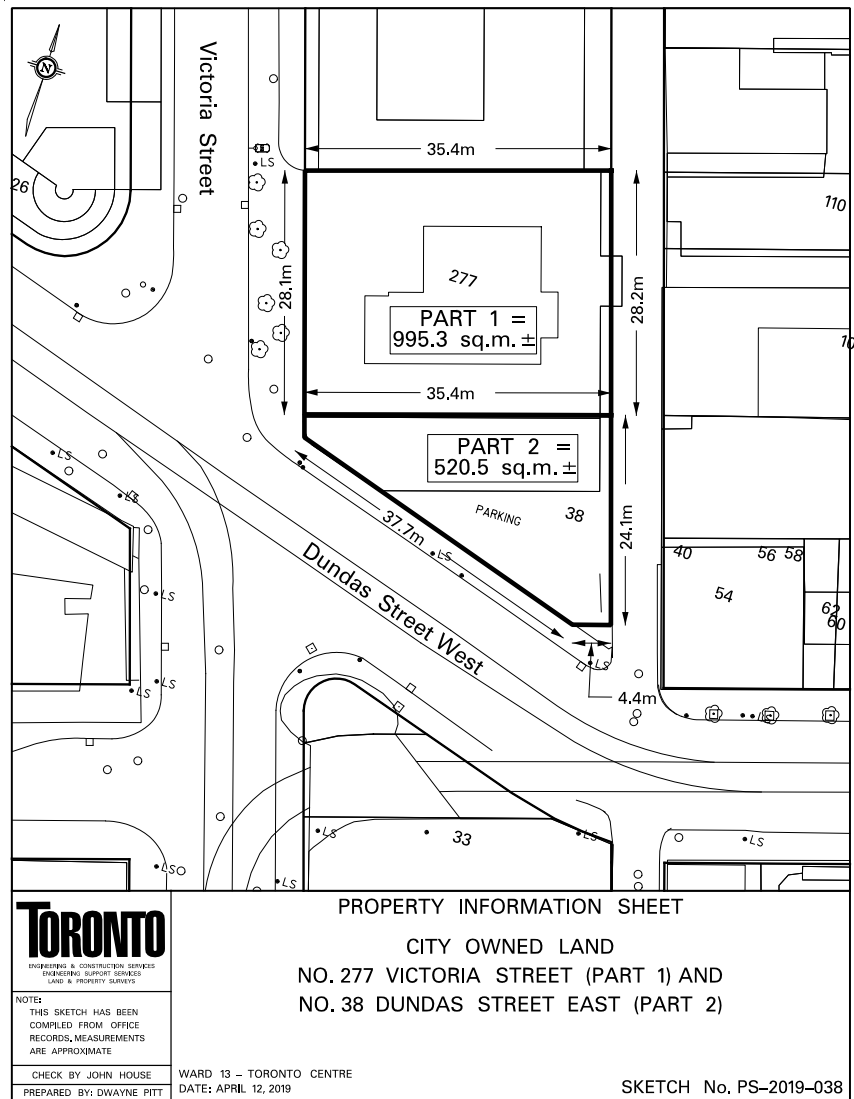 N
Victoria Street
LS
26
35.4m
110
28.1m
277
28.2m
PART 1 =
995.3 sq.m. ±
35.4m
PART 2 =
520.5 sq.m. ±
PARKING
38
37.7m
24.1m
LS
LS
LS
Dundas Street West
40
56
58
54
62
60
LS
LS
LS
LS
4.4m
LS
33
LS
LS
LS
LS
TORONTO
ENGINEERING & CONSTRUCTION SERVICES
ENGINEERING SUPPORT SERVICES
LAND & PROPERTY SURVEYS
NOTE:
THIS SKETCH HAS BEEN
COMPILED FROM OFFICE
RECORDS. MEASUREMENTS
ARE APPROXIMATE
CHECK BY JOHN HOUSE
PREPARED BY: DWAYNE PITT
PROPERTY INFORMATION SHEET
CITY OWNED LAND
NO. 277 VICTORIA STREET (PART 1) AND
NO. 38 DUNDAS STREET EAST (PART 2)
WARD 13 – TORONTO CENTRE
DATE: APRIL 12, 2019
SKETCH No. PS–2019–038